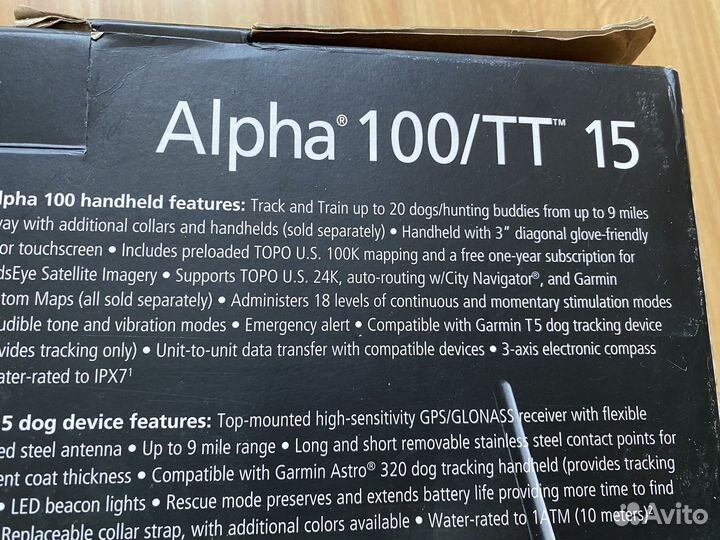 Alpha® 100/TT™ 15
lpha 100 handheld features: Track and Train up to 20 dogs/hunting buddies from up to 9 miles
way with additional collars and handhelds (sold separately) • Handheld with 3" diagonal glove-friendly
or touchscreen • Includes preloaded TOPO U.S. 100K mapping and a free one-year subscription for
dsEye Satellite Imagery • Supports TOPO U.S. 24K, auto-routing w/City Navigator®, and Garmin
tom Maps (all sold separately) • Administers 18 levels of continuous and momentary stimulation modes
udible tone and vibration modes • Emergency alert • Compatible with Garmin T5 dog tracking device
vides tracking only) • Unit-to-unit data transfer with compatible devices • 3-axis electronic compass
ater-rated to IPX7¹
5 dog device features: Top-mounted high-sensitivity GPS/GLONASS receiver with flexible
ed steel antenna • Up to 9 mile range • Long and short removable stainless steel contact points for
ent coat thickness • Compatible with Garmin Astro® 320 dog tracking handheld (provides tracking
• LED beacon lights • Rescue mode preserves and extends battery life providing more time to find
Replaceable collar strap, with additional colors available • Water-rated to 1ATM (10 meters)²
Avito